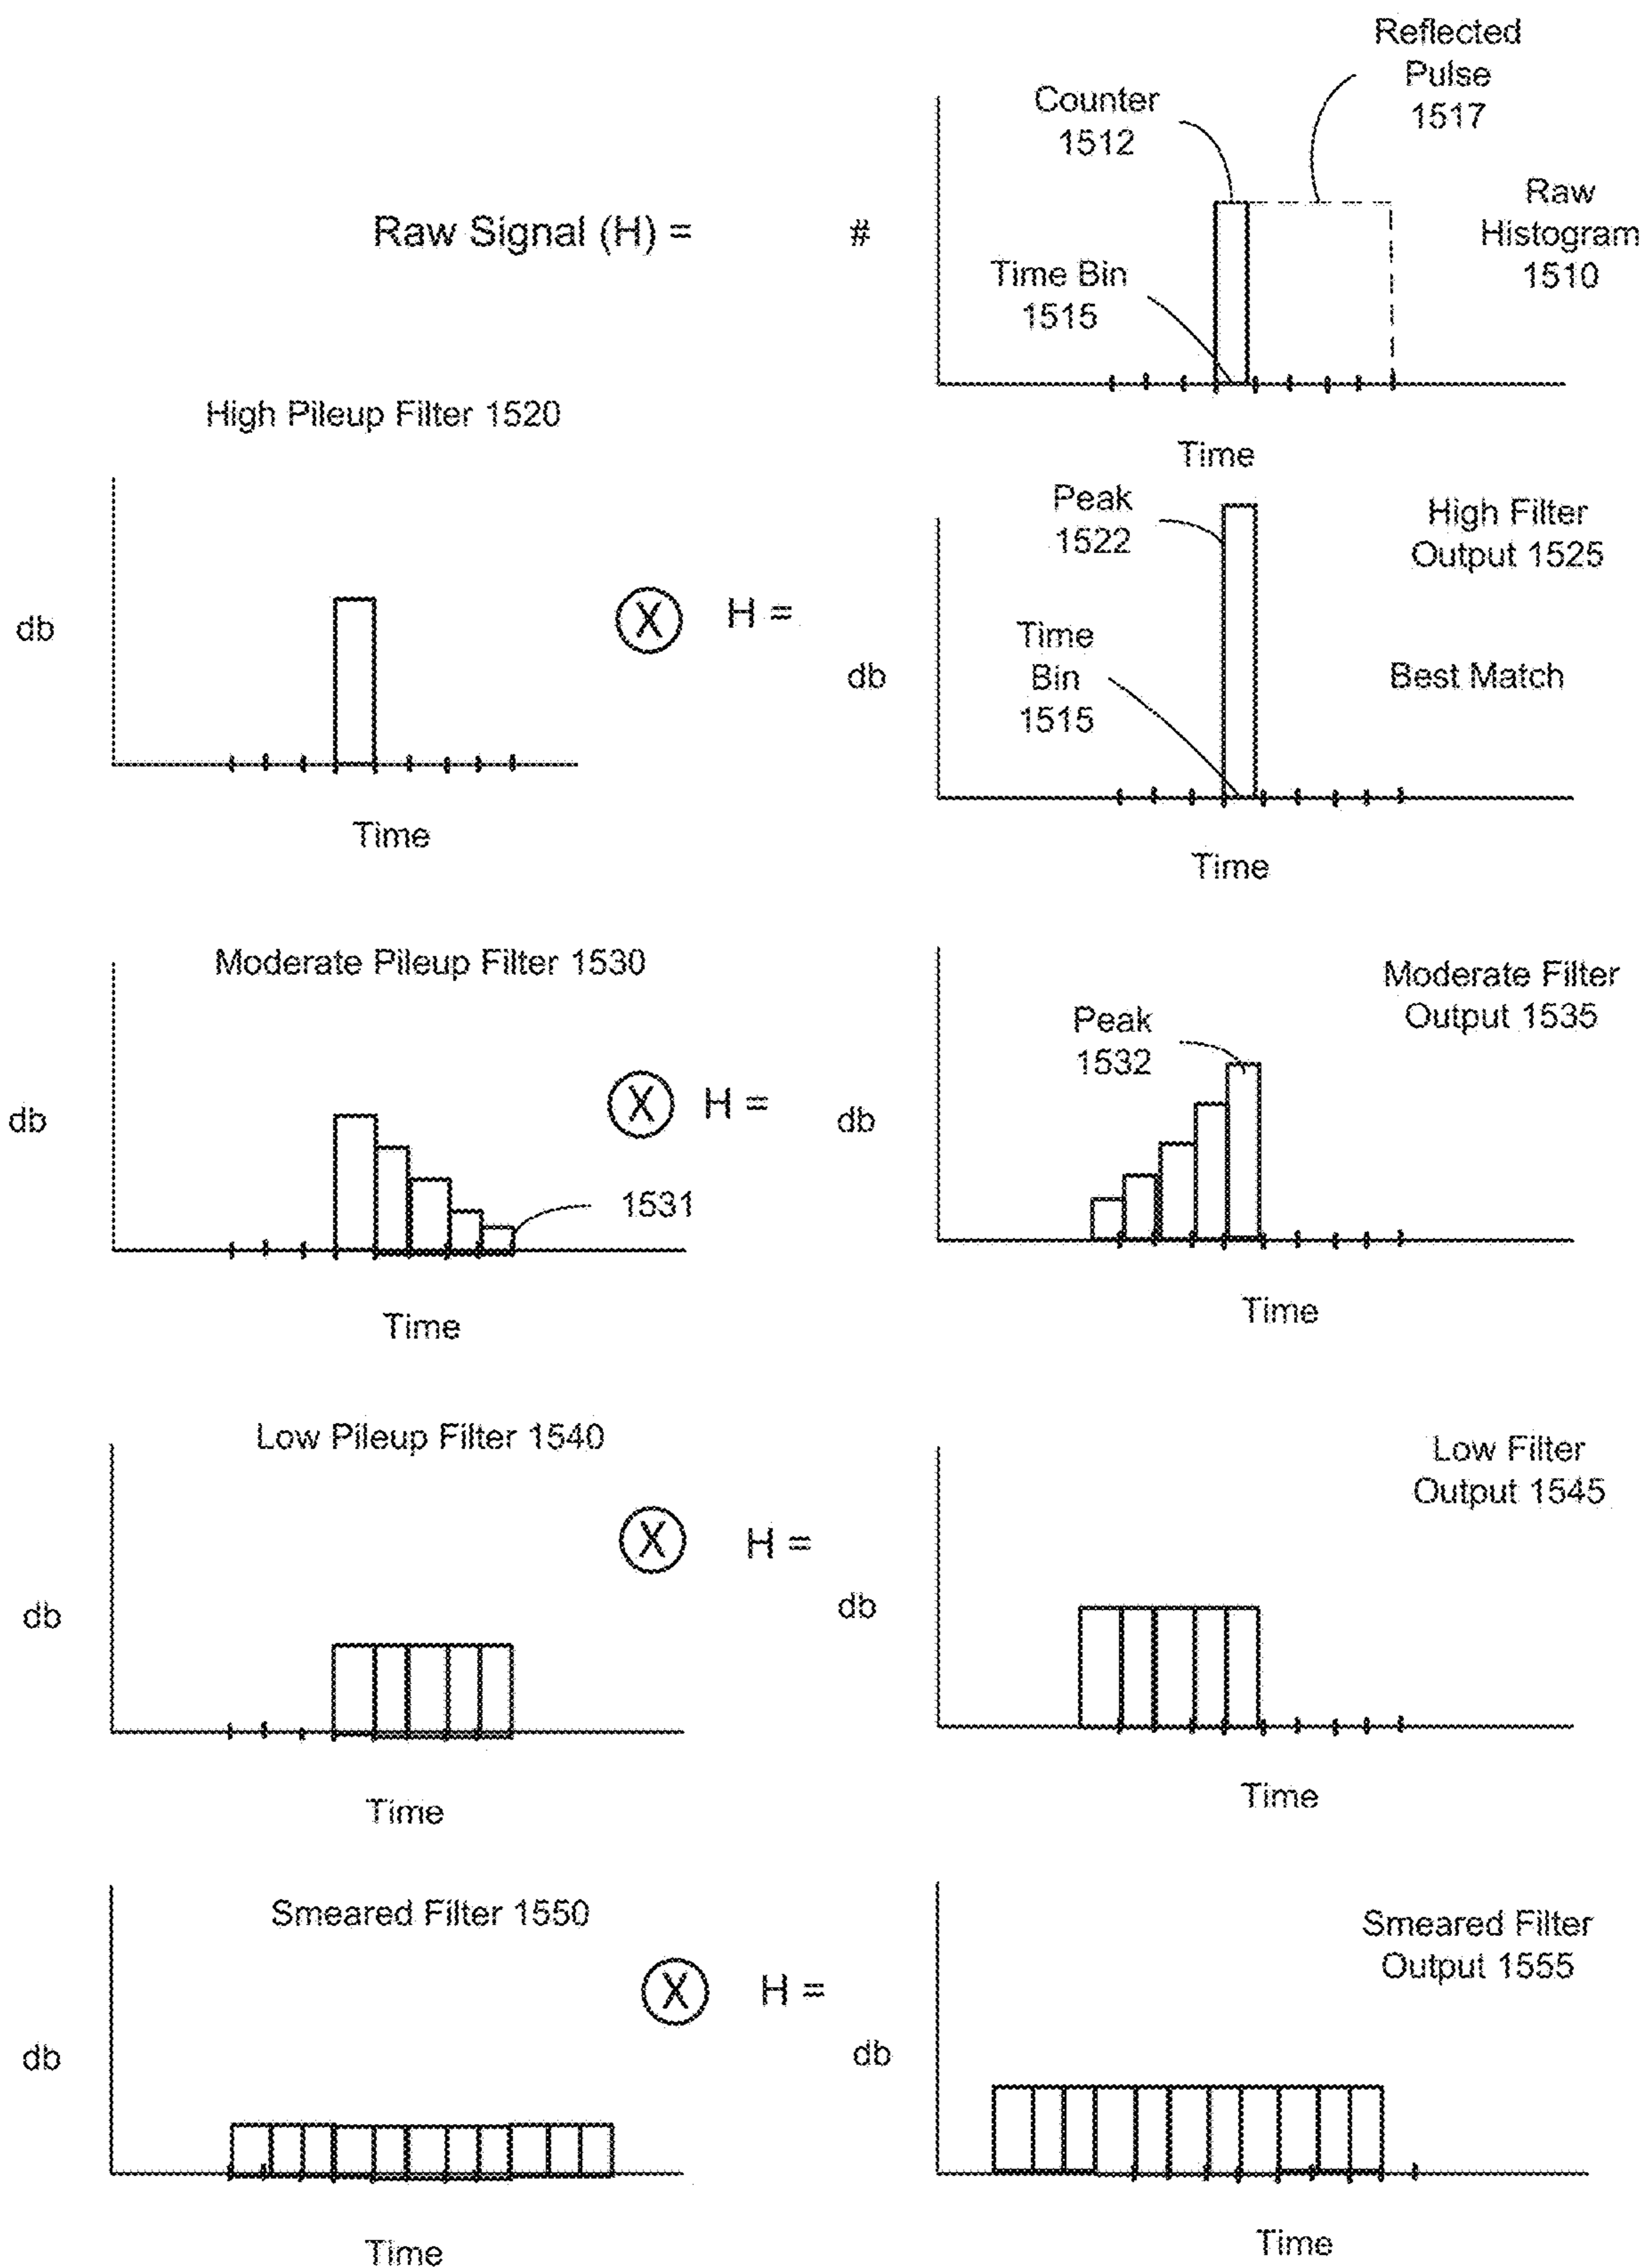 Reflected
Pulse
1517
Counter
1512
Raw Signal (H) =
#
Time Bin
1515
Raw
Histogram
1510
Time
High Pileup Filter 1520
db
Time
X
H =
Peak
1522
High Filter
Output 1525
db
Time
Bin
1515
Best Match
Time
Moderate Pileup Filter 1530
db
1531
Time
X
H =
Moderate Filter
Output 1535
Peak
1532
db
Time
Low Pileup Filter 1540
db
Time
X
H =
Low Filter
Output 1545
db
Time
Smeared Filter 1550
db
Time
X
H =
Smeared Filter
Output 1555
db
Time